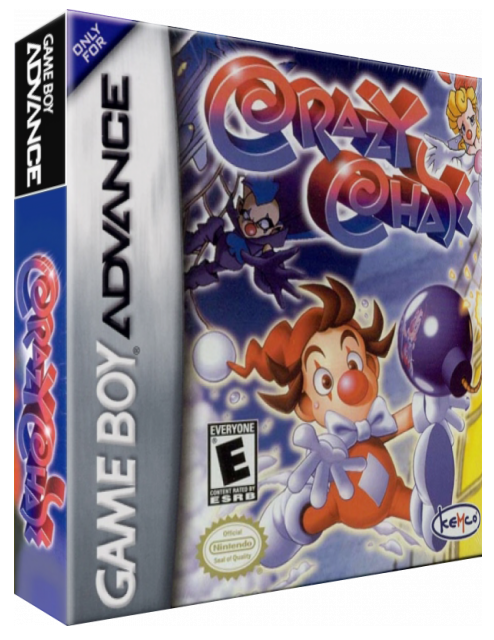 GAME BOY
ADVANCE
CRAZY CHASE
ONLY
FOR
GAME BOY ADVANCE
CRAZY
CHASE
EVERYONE
E
CONTENT RATED BY
ESRB
Official
Nintendo
Seal of Quality
KEMCO